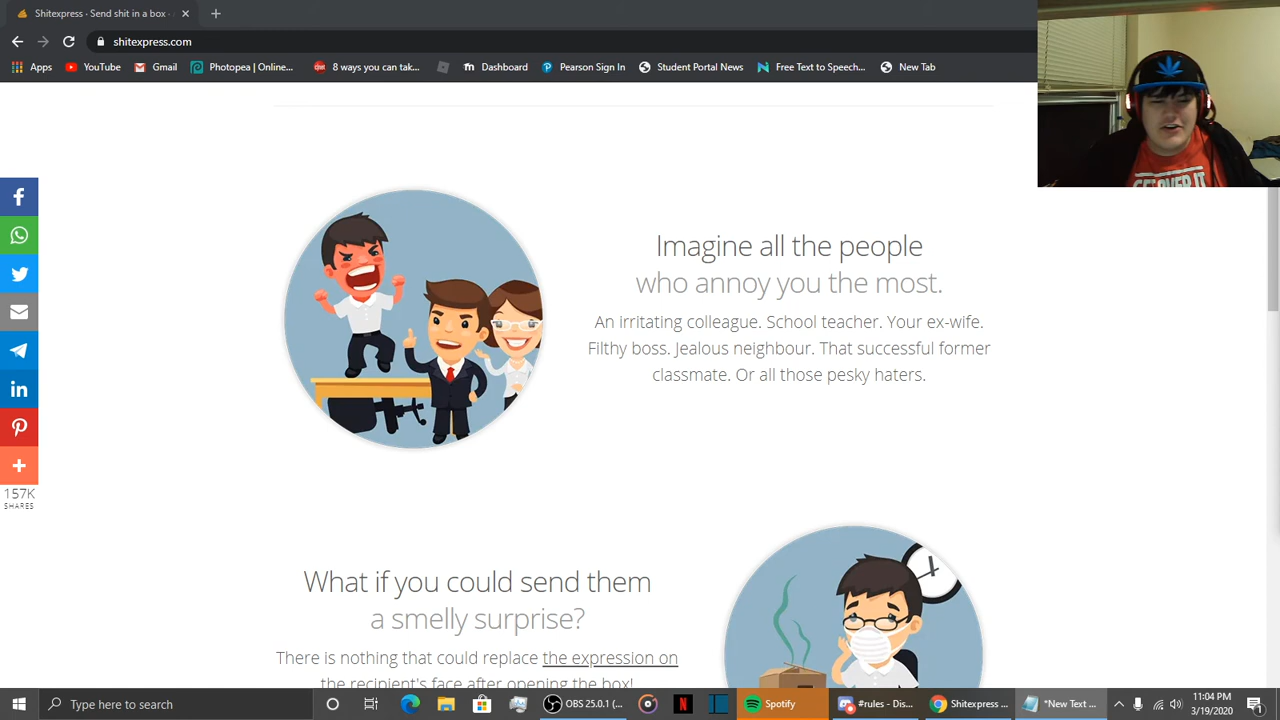 Shitexpress · Send shit in a box ·
shitexpress.com
Apps
YouTube
Gmail
Photopea | Online...
8 ways you can tak...
Dashboard
Pearson Sign In
Student Portal News
Free Text to Speech...
New Tab
GET OVER IT
Imagine all the people
who annoy you the most.
An irritating colleague. School teacher. Your ex-wife.
Filthy boss. Jealous neighbour. That successful former
classmate. Or all those pesky haters.
157K
SHARES
What if you could send them
a smelly surprise?
There is nothing that could replace the expression on
the recipient's face after opening the box!
Type here to search
OBS 25.0.1 (...
Spotify
#rules - Dis...
Shitexpress ...
*New Text ...
11:04 PM
3/19/2020